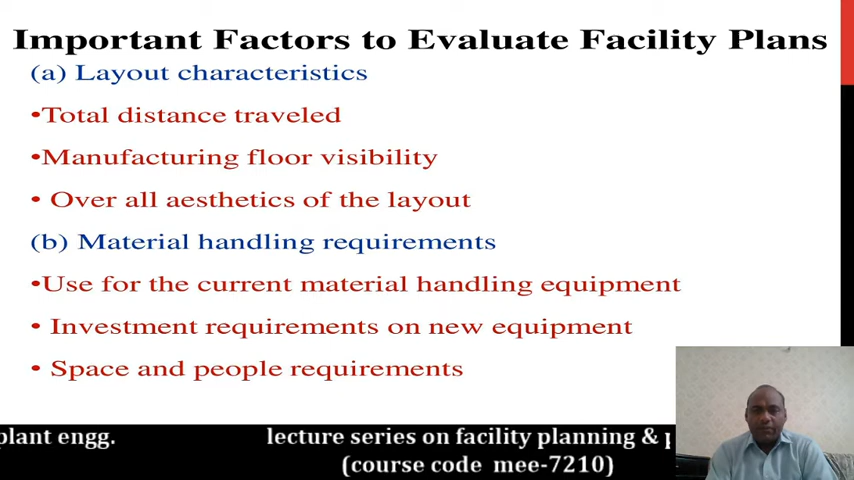 Important Factors to Evaluate Facility Plans
(a) Layout characteristics
•Total distance traveled
•Manufacturing floor visibility
• Over all aesthetics of the layout
(b) Material handling requirements
•Use for the current material handling equipment
• Investment requirements on new equipment
• Space and people requirements
plant engg. lecture series on facility planning &
(course code mee-7210)